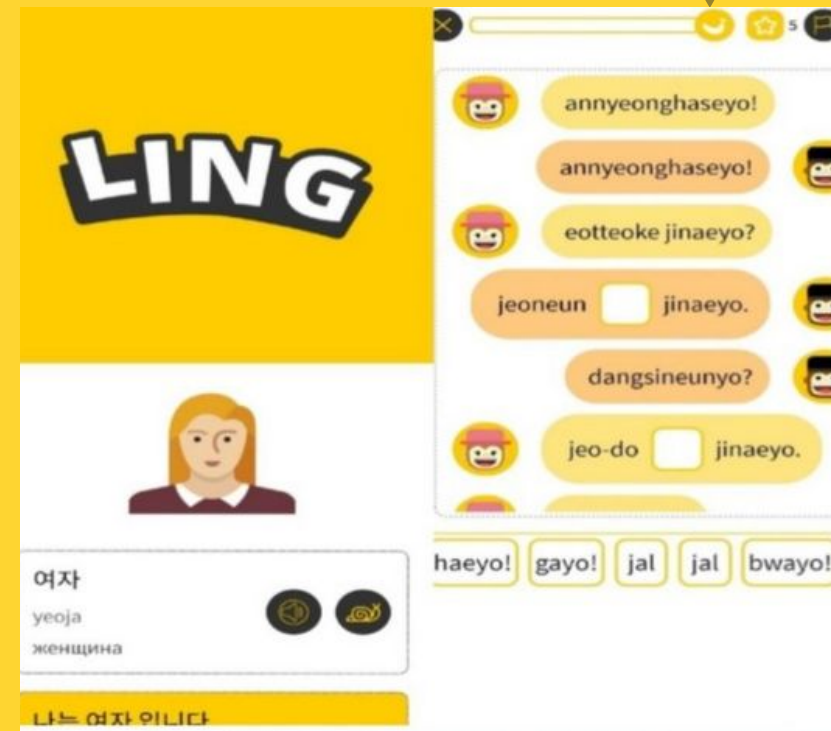 LING
여자
yeoja
женщина
나는 여자 입니다
5
annyeonghaseyo!
annyeonghaseyo!
eotteoke jinaeyo?
jeoneun jinaeyo.
dangsineunyo?
jeo-do jinaeyo.
haeyo! gayo! jal jal bwayo!